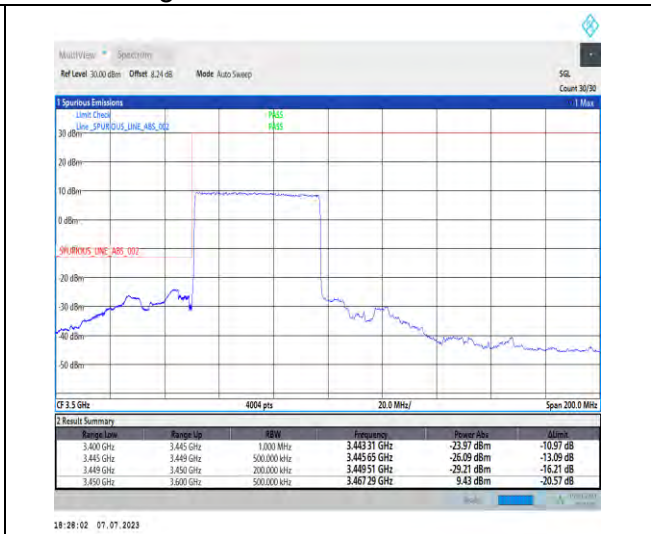 MultiView Spectrum
Ref Level 30.00 dBm Offset 8.24 dB Mode Auto Sweep SGL
Count 30/30
1 Spurious Emissions 1 Max
Limit Check PASS
Line _SPURIOUS_LINE_ABS_002 PASS
30 dBm
20 dBm
10 dBm
0 dBm
_SPURIOUS_LINE_ABS_002
-20 dBm
-30 dBm
-40 dBm
-50 dBm
CF 3.5 GHz 4004 pts 20.0 MHz/ Span 200.0 MHz
2 Result Summary
Range Low Range Up RBW Frequency Power Abs ΔLimit
3.400 GHz 3.445 GHz 1.000 MHz 3.443 31 GHz -23.97 dBm -10.97 dB
3.445 GHz 3.449 GHz 500.000 kHz 3.445 65 GHz -26.09 dBm -13.09 dB
3.449 GHz 3.450 GHz 200.000 kHz 3.449 51 GHz -29.21 dBm -16.21 dB
3.450 GHz 3.600 GHz 500.000 kHz 3.467 29 GHz 9.43 dBm -20.57 dB
18:28:02 07.07.2023